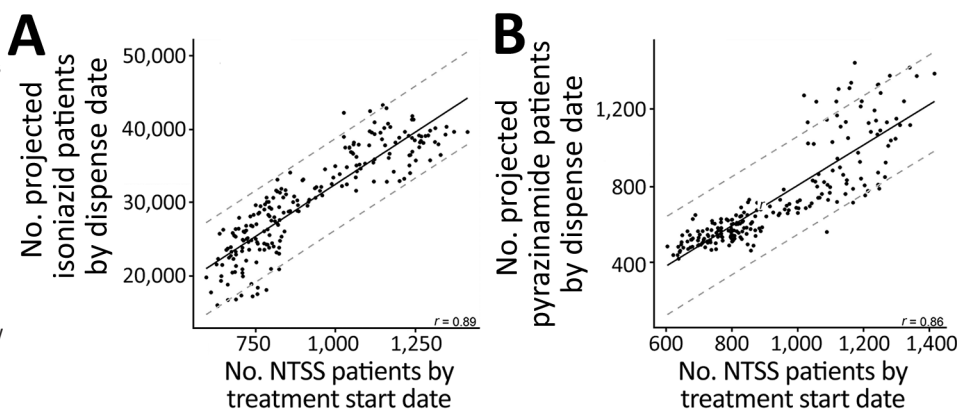 A
No. projected
isoniazid patients
by dispense date
50,000
40,000
30,000
20,000
750
1,000
1,250
r = 0.89
No. NTSS patients by
treatment start date
B
No. projected
pyrazinamide patients
by dispense date
1,200
800
400
600
800
1,000
1,200
1,400
r = 0.86
No. NTSS patients by
treatment start date